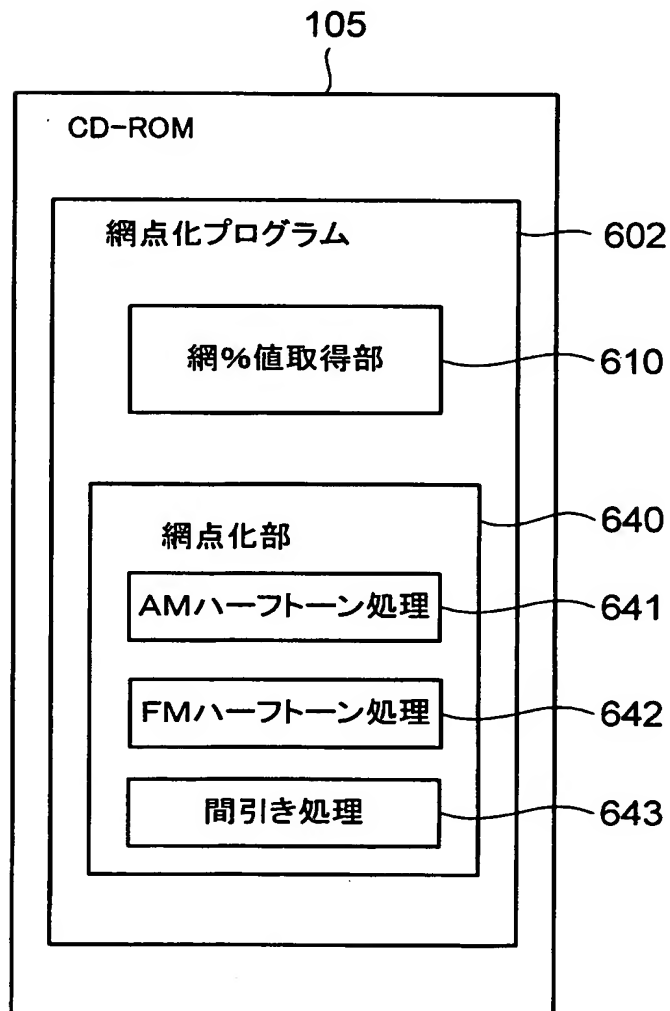 105
CD-ROM
網点化プログラム
602
網%値取得部
610
640
網点化部
AMハーフトーン処理
641
FMハーフトーン処理
642
間引き処理
643